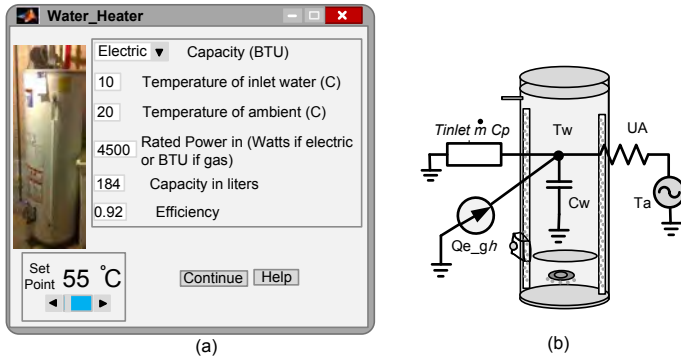 Water_Heater
Electric Capacity (BTU)
10 Temperature of inlet water (C)
20 Temperature of ambient (C)
4500 Rated Power in (Watts if electric
or BTU if gas)
184 Capacity in liters
0.92 Efficiency
Set
Point 55 °C
Continue Help
(a)
Tinlet ṁ Cp
Tw
UA
Cw
Ta
Qe_gh
(b)